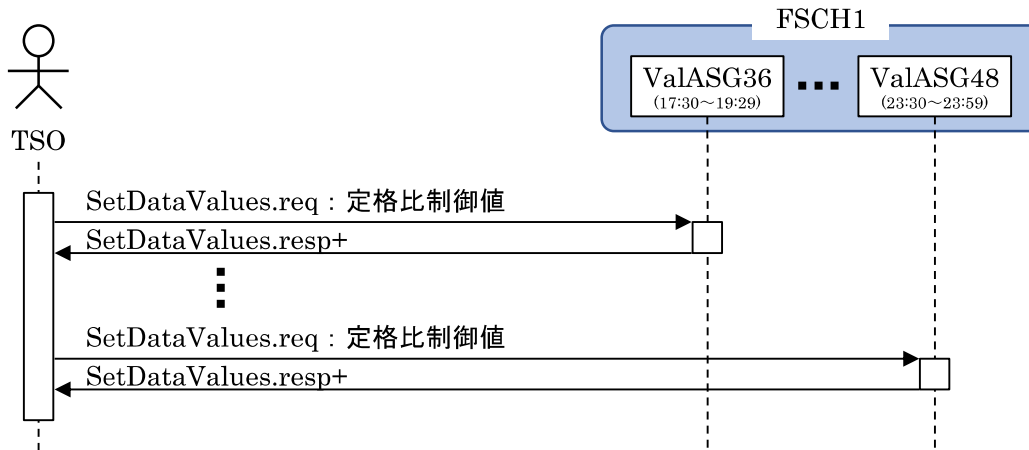 FSCH1
ValASG36
(17:30～19:29)
ValASG48
(23:30～23:59)
TSO
SetDataValues.req：定格比制御値
SetDataValues.resp+
SetDataValues.req：定格比制御値
SetDataValues.resp+